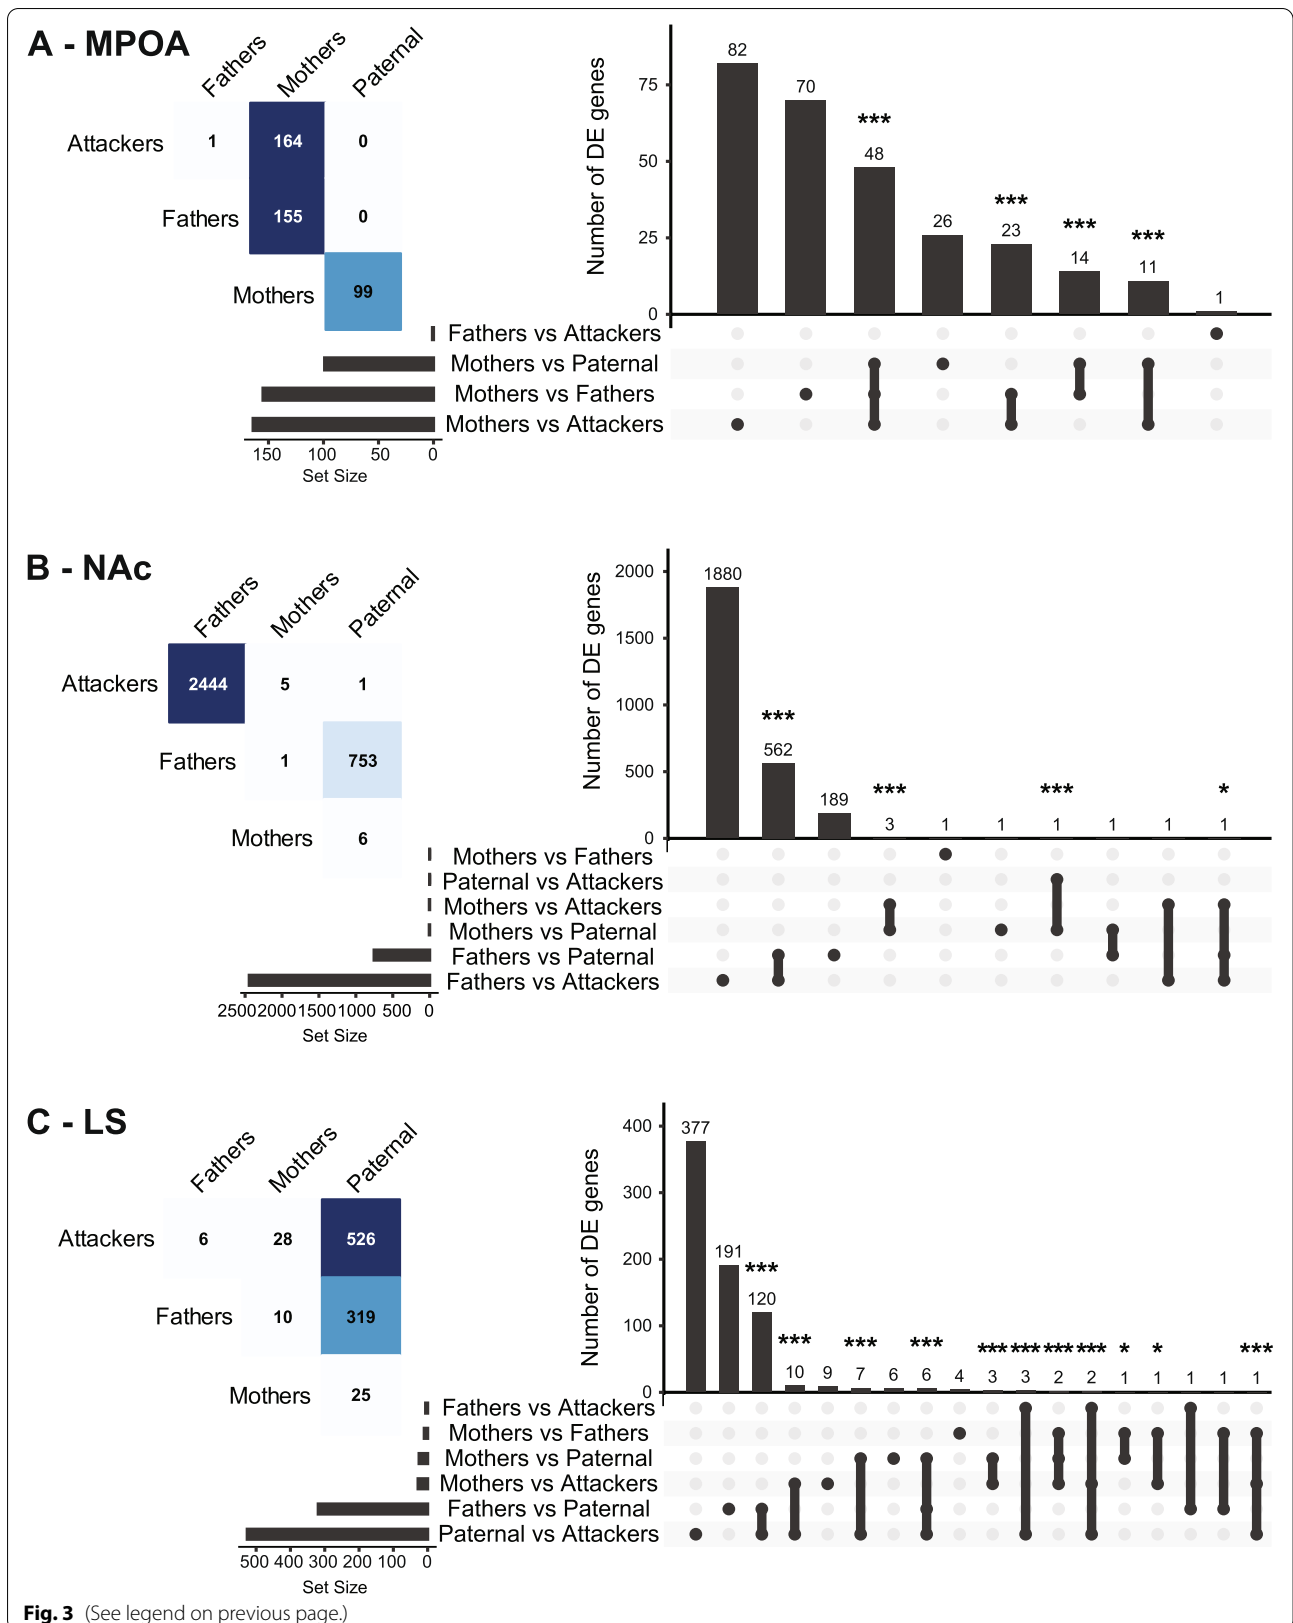 A - MPOA
Fathers
Mothers
Paternal
Attackers
1
164
0
Fathers
155
0
Mothers
99
Number of DE genes
75
50
25
0
82
70
***
48
26
***
23
***
14
***
11
1
Fathers vs Attackers
Mothers vs Paternal
Mothers vs Fathers
Mothers vs Attackers
150 100 50 0
Set Size
B - NAc
Fathers
Mothers
Paternal
Attackers
2444
5
1
Fathers
1
753
Mothers
6
Number of DE genes
2000
1500
1000
500
0
1880
***
562
189
***
3
1
1
***
1
1
1
*
1
Mothers vs Fathers
Paternal vs Attackers
Mothers vs Attackers
Mothers vs Paternal
Fathers vs Paternal
Fathers vs Attackers
2500 2000 1500 1000 500 0
Set Size
C - LS
Fathers
Mothers
Paternal
Attackers
6
28
526
Fathers
10
319
Mothers
25
Number of DE genes
400
300
200
100
0
377
191
***
120
***
10
9
***
7
6
***
6
4
***
3
***
3
***
2
***
2
*
1
*
1
1
1
***
1
Fathers vs Attackers
Mothers vs Fathers
Mothers vs Paternal
Mothers vs Attackers
Fathers vs Paternal
Paternal vs Attackers
500 400 300 200 100 0
Set Size
Fig. 3 (See legend on previous page.)